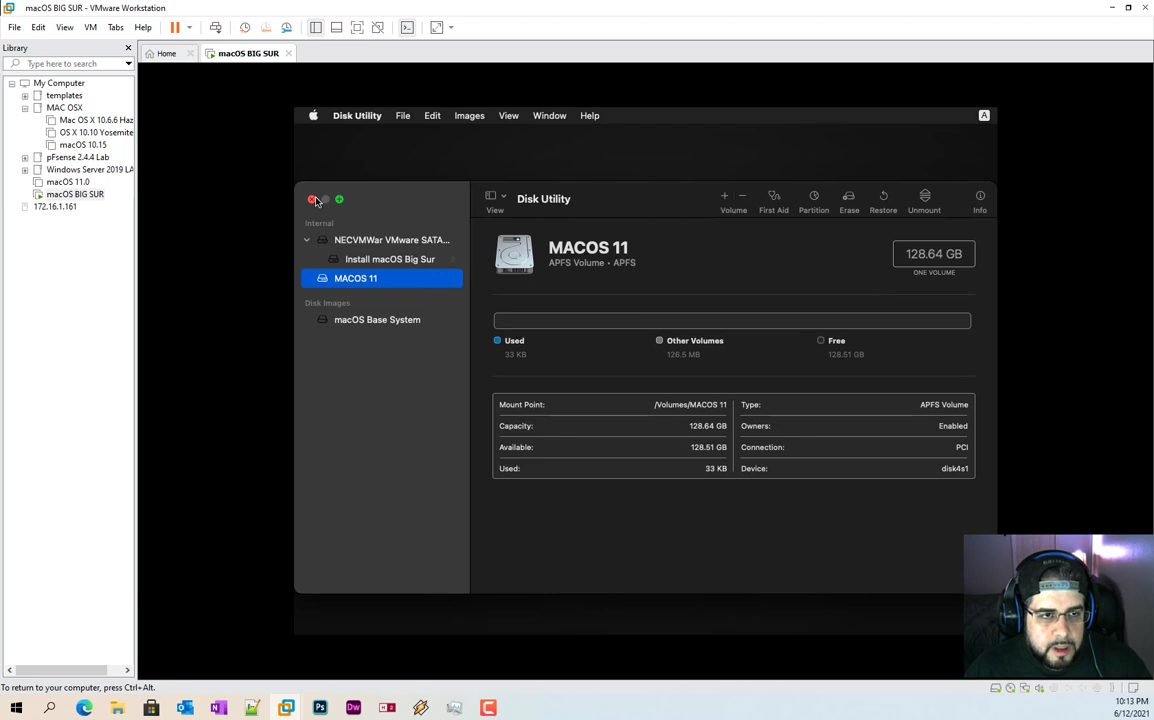 macOS BIG SUR - VMware Workstation
File Edit View VM Tabs Help
Library
Type here to search
Home
macOS BIG SUR
My Computer
templates
MAC OSX
Mac OS X 10.6.6 Haz
OS X 10.10 Yosemite
macOS 10.15
pFsense 2.4.4 Lab
Windows Server 2019 LA
macOS 11.0
macOS BIG SUR
172.16.1.161
Disk Utility File Edit Images View Window Help
A
View
Disk Utility
Volume First Aid Partition Erase Restore Unmount Info
Internal
NECVMWar VMware SATA...
Install macOS Big Sur
MACOS 11
Disk Images
macOS Base System
MACOS 11
APFS Volume • APFS
128.64 GB
ONE VOLUME
Used
33 KB
Other Volumes
126.5 MB
Free
128.51 GB
Mount Point: /Volumes/MACOS 11
Capacity: 128.64 GB
Available: 128.51 GB
Used: 33 KB
Type: APFS Volume
Owners: Enabled
Connection: PCI
Device: disk4s1
To return to your computer, press Ctrl+Alt.
10:13 PM
6/12/2021